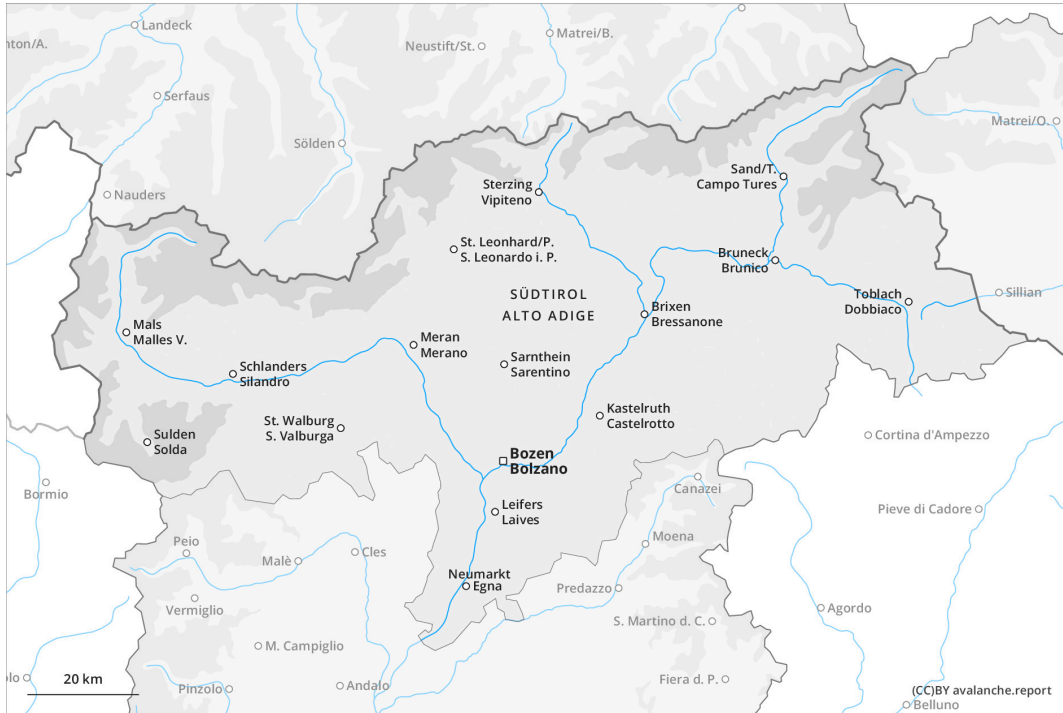 Landeck
Matrei/B.
nton/A.
Neustift/St.
Serfaus
Matrei/O.
Sölden
Sand/T.
Campo Tures
Sterzing
Vipiteno
Nauders
St. Leonhard/P.
S. Leonardo i. P.
Bruneck
Brunico
SÜDTIROL
ALTO ADIGE
Toblach
Dobbiaco
Sillian
Brixen
Bressanone
Mals
Malles V.
Meran
Merano
Sarnthein
Sarentino
Schlanders
Silandro
Kastelruth
Castelrotto
St. Walburg
S. Valburga
Sulden
Solda
Cortina d'Ampezzo
Bozen
Bolzano
Bormio
Canazei
Leifers
Laives
Pieve di Cadore
Moena
Peio
Cles
Malè
Neumarkt
Egna
Predazzo
Vermiglio
Agordo
S. Martino d. C.
M. Campiglio
olo
20 km
Pinzolo
Andalo
Fiera d. P.
(CC)BY avalanche.report
Belluno